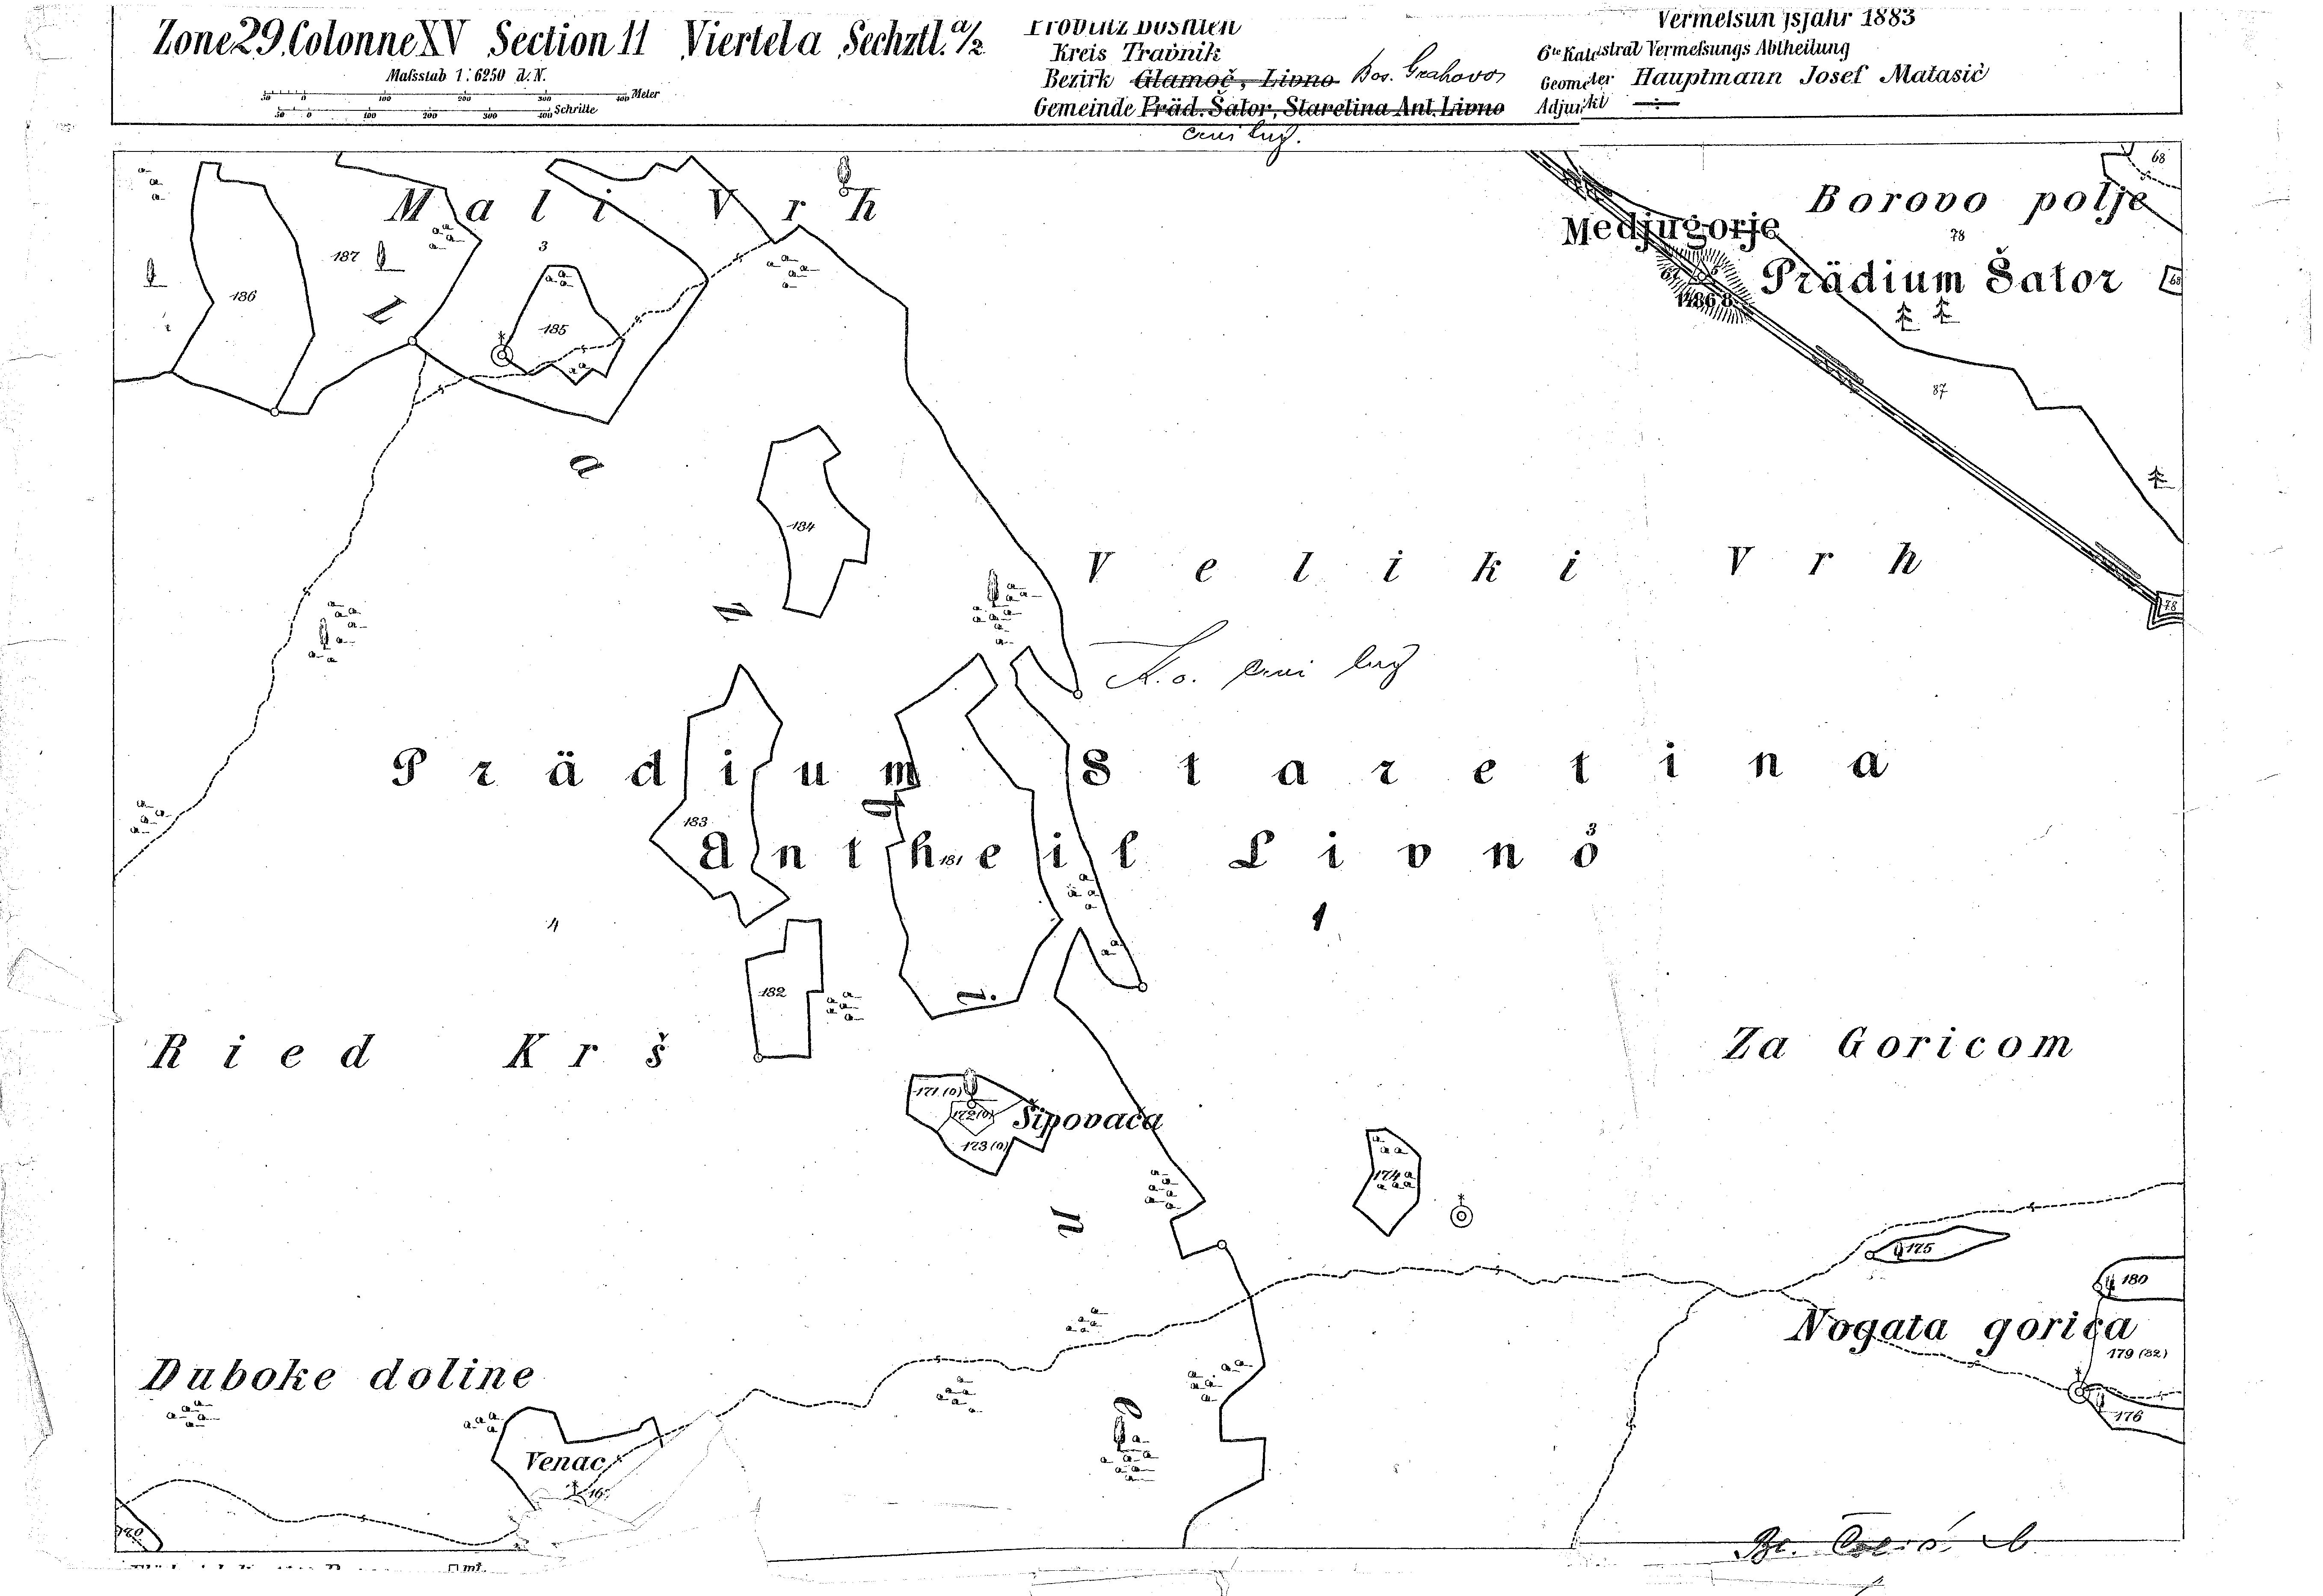 Zone 29. Colonne XV Section 11 Viertel a Sechztl. a/2
Maſsstab 1:6250 d. N.
50 0 100 200 300 400 Meter
50 0 100 200 300 400 Schritte
Provinz Bosnien
Kreis Travnik
Bezirk Glamoč, Livno Bos. Grahovo
Gemeinde Präd. Šator, Staretina Ant. Livno
Crni Lug.
Vermeſsungsjahr 1883
6te Katastral Vermeſsungs Abtheilung
Geometer Hauptmann Josef Matasić
Adjunkt
Mali Vrh
Borovo polje
68
Medjugorje
78
Prädium Šator
68
187
3
186
185
1486 8
87
184
Veliki Vrh
78
K.o. Crni Lug
Prädium Staretina
183
Antheil Livno
181
3
4
1
182
Ried Krš
Za Goricom
171 (0)
172 (0)
Šipovača
173 (0)
174
175
180
Nogata gorica
179 (82)
Duboke doline
176
Venac
16
170